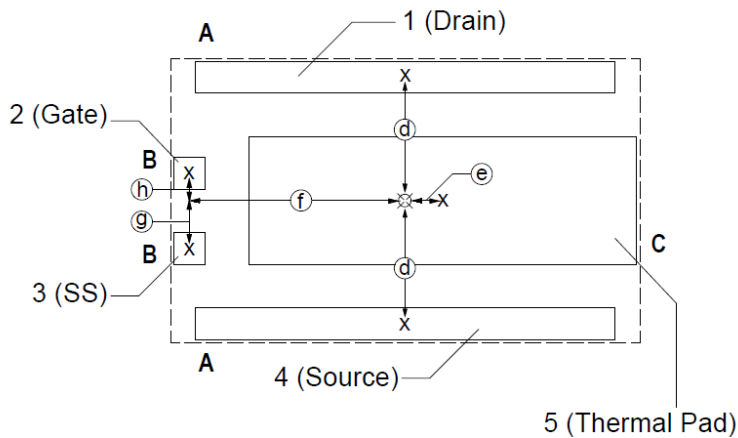 A
1 (Drain)
X
2 (Gate)
d
B
X
h
e
f
X
g
B
X
C
d
3 (SS)
X
A
4 (Source)
5 (Thermal Pad)